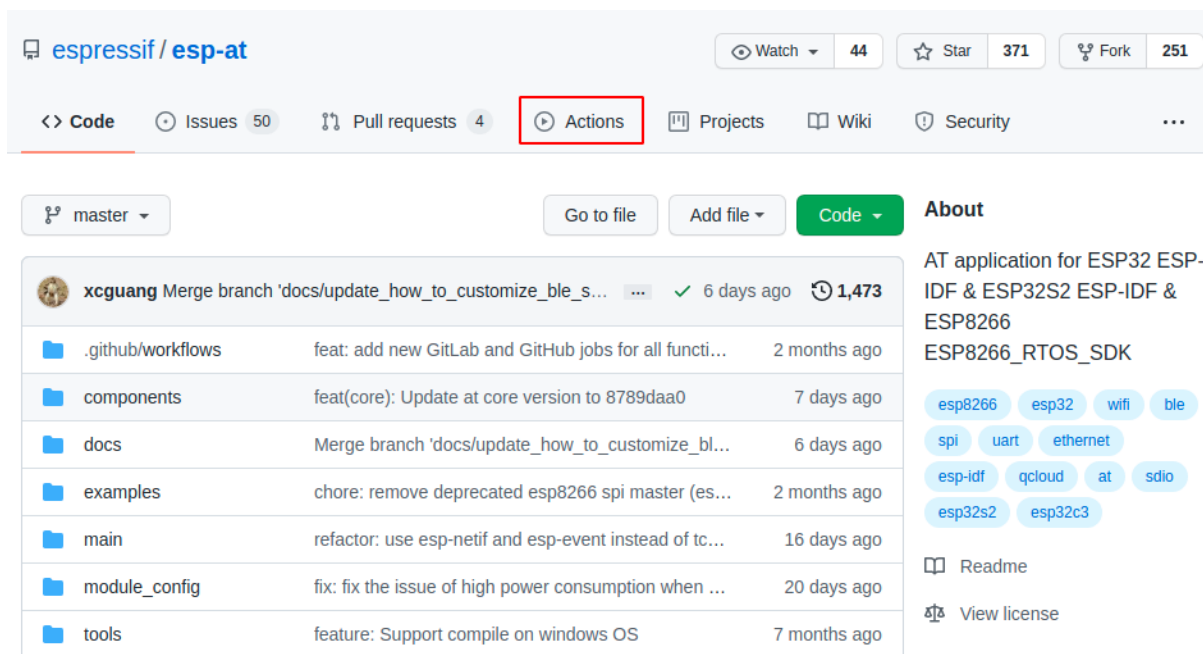 espressif / esp-at
Watch 44 Star 371 Fork 251
Code Issues 50 Pull requests 4 Actions Projects Wiki Security ...
master Go to file Add file Code
xcguang Merge branch 'docs/update_how_to_customize_ble_s... ... 6 days ago 1,473
.github/workflows feat: add new GitLab and GitHub jobs for all functi... 2 months ago
components feat(core): Update at core version to 8789daa0 7 days ago
docs Merge branch 'docs/update_how_to_customize_bl... 6 days ago
examples chore: remove deprecated esp8266 spi master (es... 2 months ago
main refactor: use esp-netif and esp-event instead of tc... 16 days ago
module_config fix: fix the issue of high power consumption when ... 20 days ago
tools feature: Support compile on windows OS 7 months ago
About
AT application for ESP32 ESP-
IDF & ESP32S2 ESP-IDF &
ESP8266
ESP8266_RTOS_SDK
esp8266 esp32 wifi ble
spi uart ethernet
esp-idf qcloud at sdio
esp32s2 esp32c3
Readme
View license